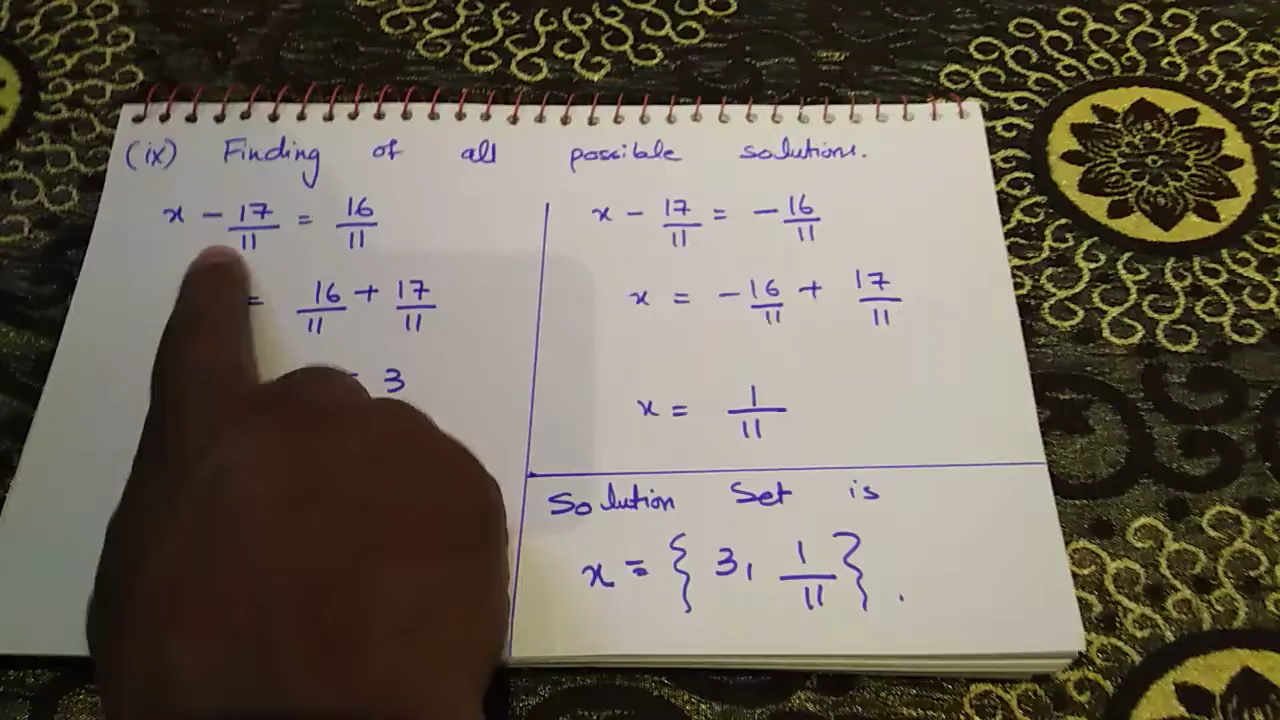 (ix) Finding of all possible solutions.
x - 17/11 = 16/11
= 16/11 + 17/11
= 3
x - 17/11 = -16/11
x = -16/11 + 17/11
x = 1/11
Solution Set is
x = { 3, 1/11 } .